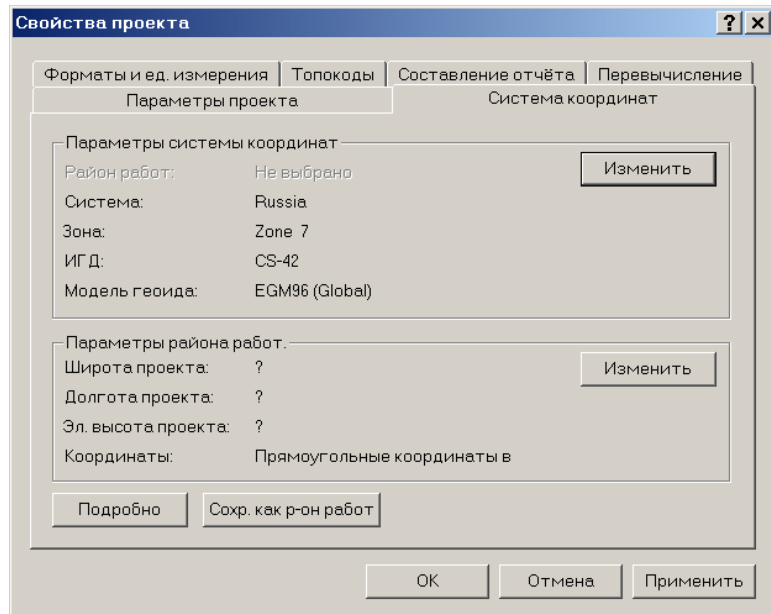 Свойства проекта
Форматы и ед. измерения Топокоды Составление отчёта Перевычисление
Параметры проекта Система координат
Параметры системы координат
Район работ: Не выбрано Изменить
Система: Russia
Зона: Zone 7
ИГД: СК-42
Модель геоида: EGM96 (Global)
Параметры района работ.
Широта проекта: ? Изменить
Долгота проекта: ?
Эл. высота проекта: ?
Координаты: Прямоугольные координаты в
Подробно Сохр. как р-он работ
OK Отмена Применить